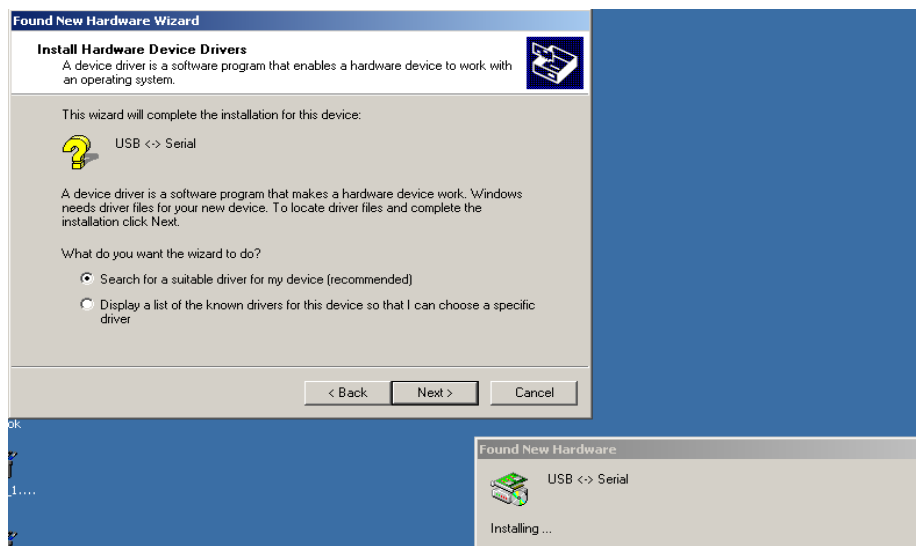 Found New Hardware Wizard
Install Hardware Device Drivers
A device driver is a software program that enables a hardware device to work with
an operating system.
This wizard will complete the installation for this device:
USB <-> Serial
A device driver is a software program that makes a hardware device work. Windows
needs driver files for your new device. To locate driver files and complete the
installation click Next.
What do you want the wizard to do?
Search for a suitable driver for my device (recommended)
Display a list of the known drivers for this device so that I can choose a specific
driver
< Back
Next >
Cancel
ok
_1....
Found New Hardware
USB <-> Serial
Installing ...